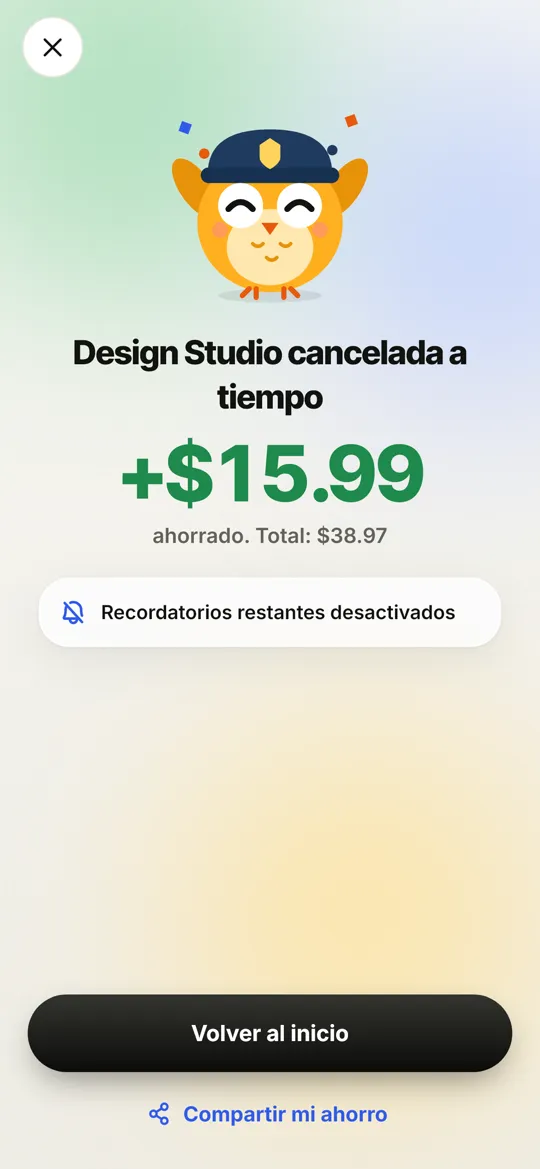 Design Studio cancelada a
tiempo
+$15.99
ahorrado. Total: $38.97
Recordatorios restantes desactivados
Volver al inicio
Compartir mi ahorro